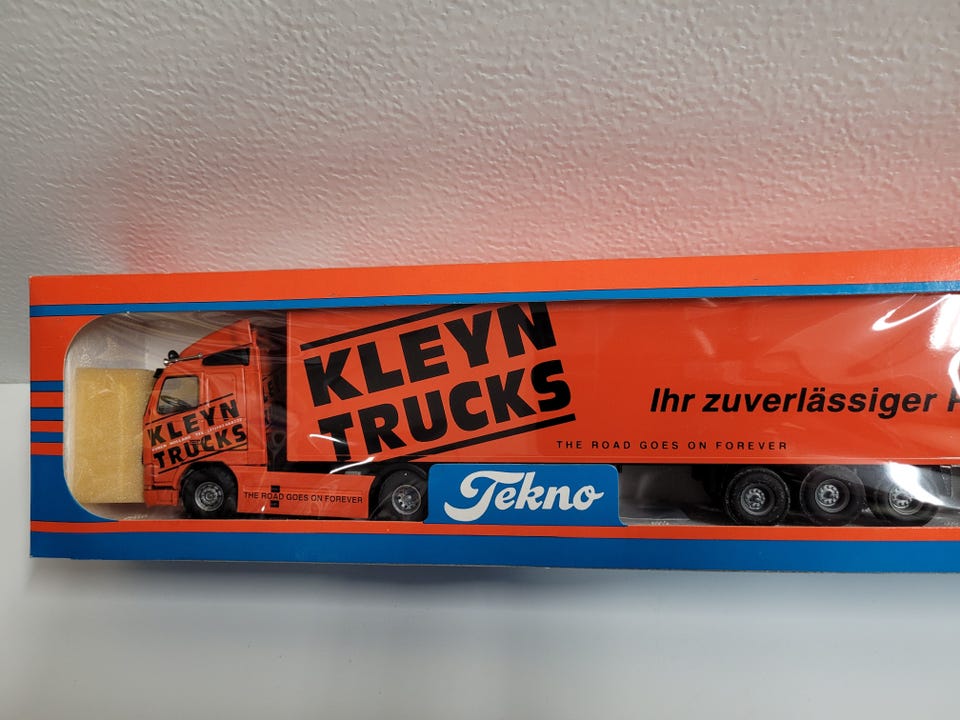 KLEYN
TRUCKS
Ihr zuverlässiger
THE ROAD GOES ON FOREVER
KLEYN
TRUCKS
THE ROAD GOES ON FOREVER
Tekno